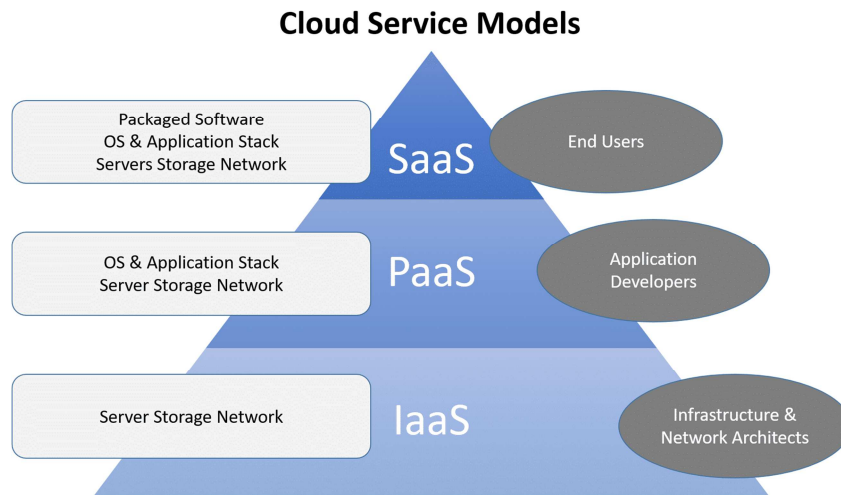 Cloud Service Models
Packaged Software
OS & Application Stack
Servers Storage Network
SaaS
End Users
OS & Application Stack
Server Storage Network
PaaS
Application
Developers
Server Storage Network
IaaS
Infrastructure &
Network Architects